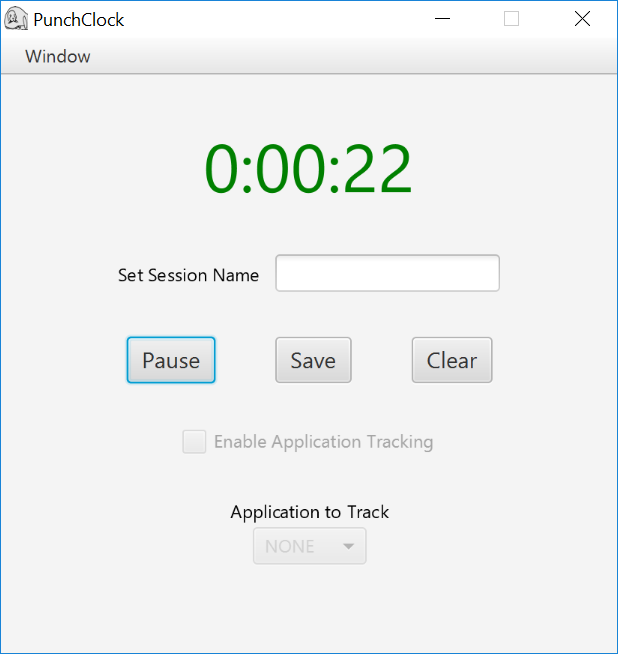 PunchClock
Window
0:00:22
Set Session Name
Pause Save Clear
Enable Application Tracking
Application to Track
NONE